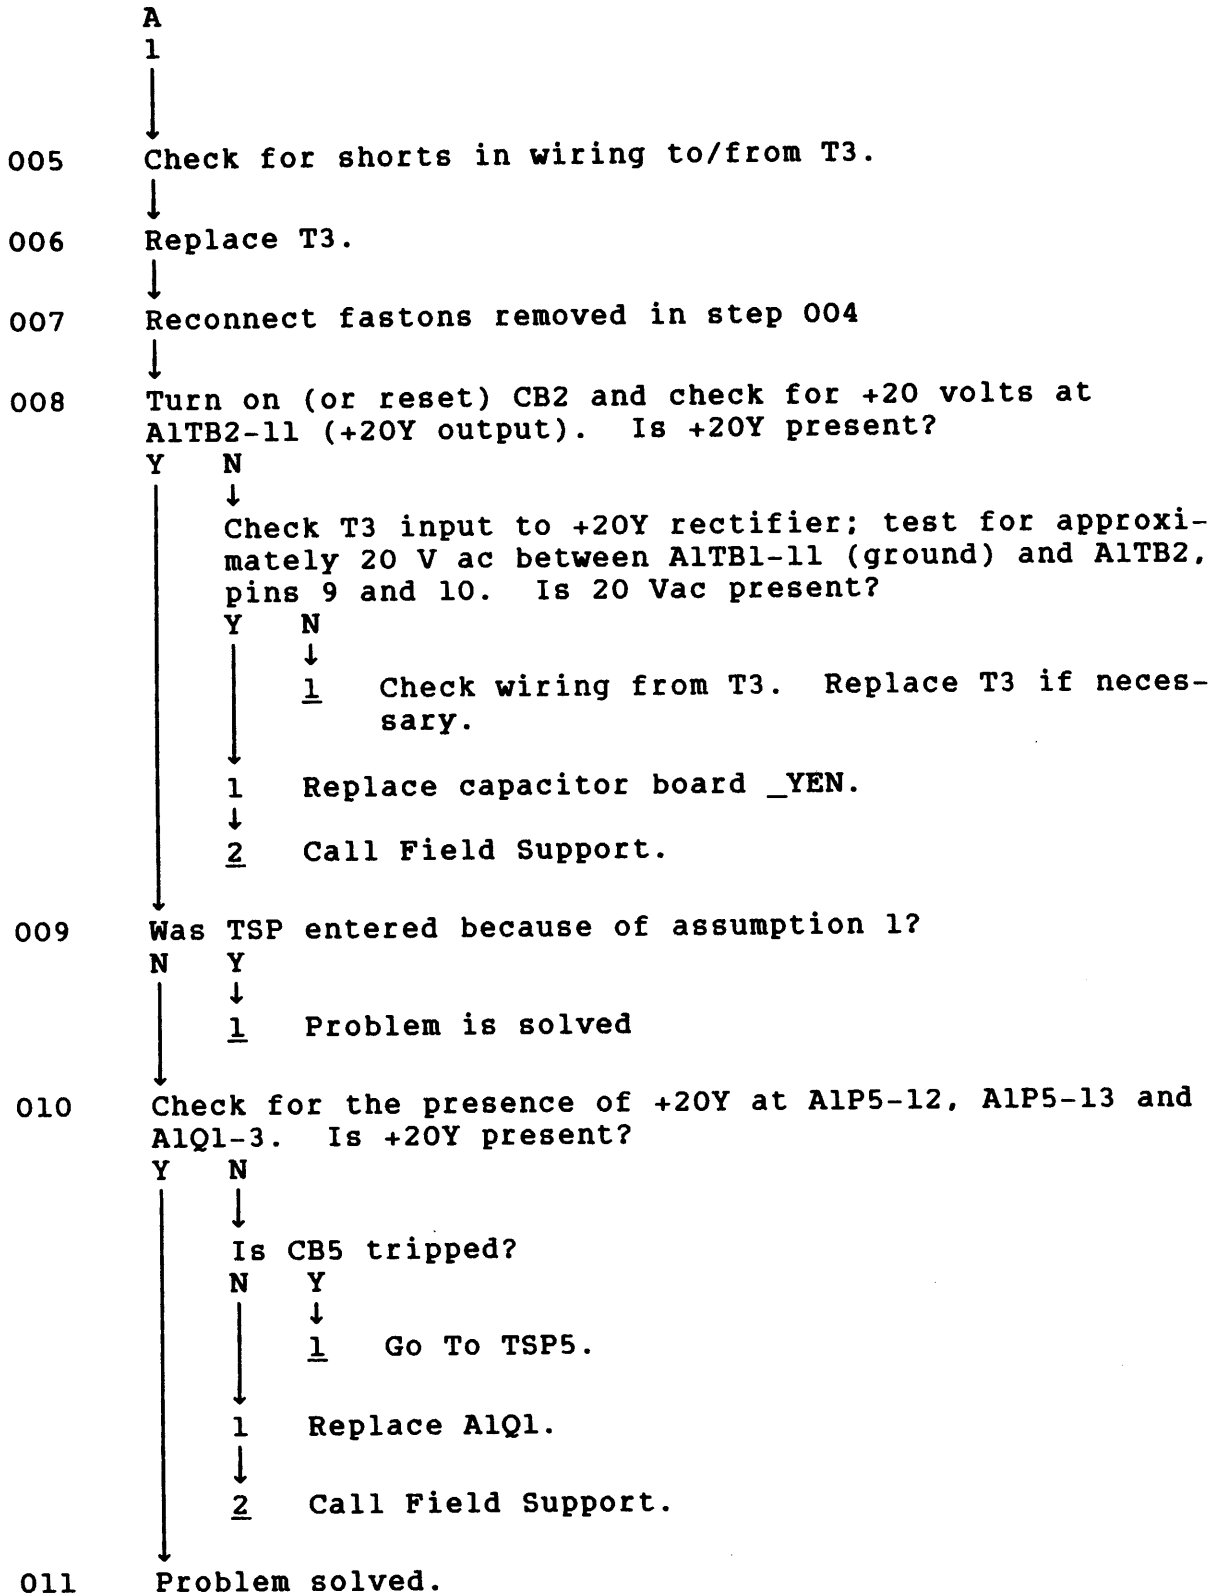 A
1
005 Check for shorts in wiring to/from T3.
006 Replace T3.
007 Reconnect fastons removed in step 004
008 Turn on (or reset) CB2 and check for +20 volts at
A1TB2-11 (+20Y output). Is +20Y present?
Y N
Check T3 input to +20Y rectifier; test for approxi-
mately 20 V ac between A1TB1-11 (ground) and A1TB2,
pins 9 and 10. Is 20 Vac present?
Y N
1 Check wiring from T3. Replace T3 if neces-
sary.
1 Replace capacitor board _YEN.
2 Call Field Support.
009 Was TSP entered because of assumption 1?
N Y
1 Problem is solved
010 Check for the presence of +20Y at A1P5-12, A1P5-13 and
A1Q1-3. Is +20Y present?
Y N
Is CB5 tripped?
N Y
1 Go To TSP5.
1 Replace A1Q1.
2 Call Field Support.
011 Problem solved.